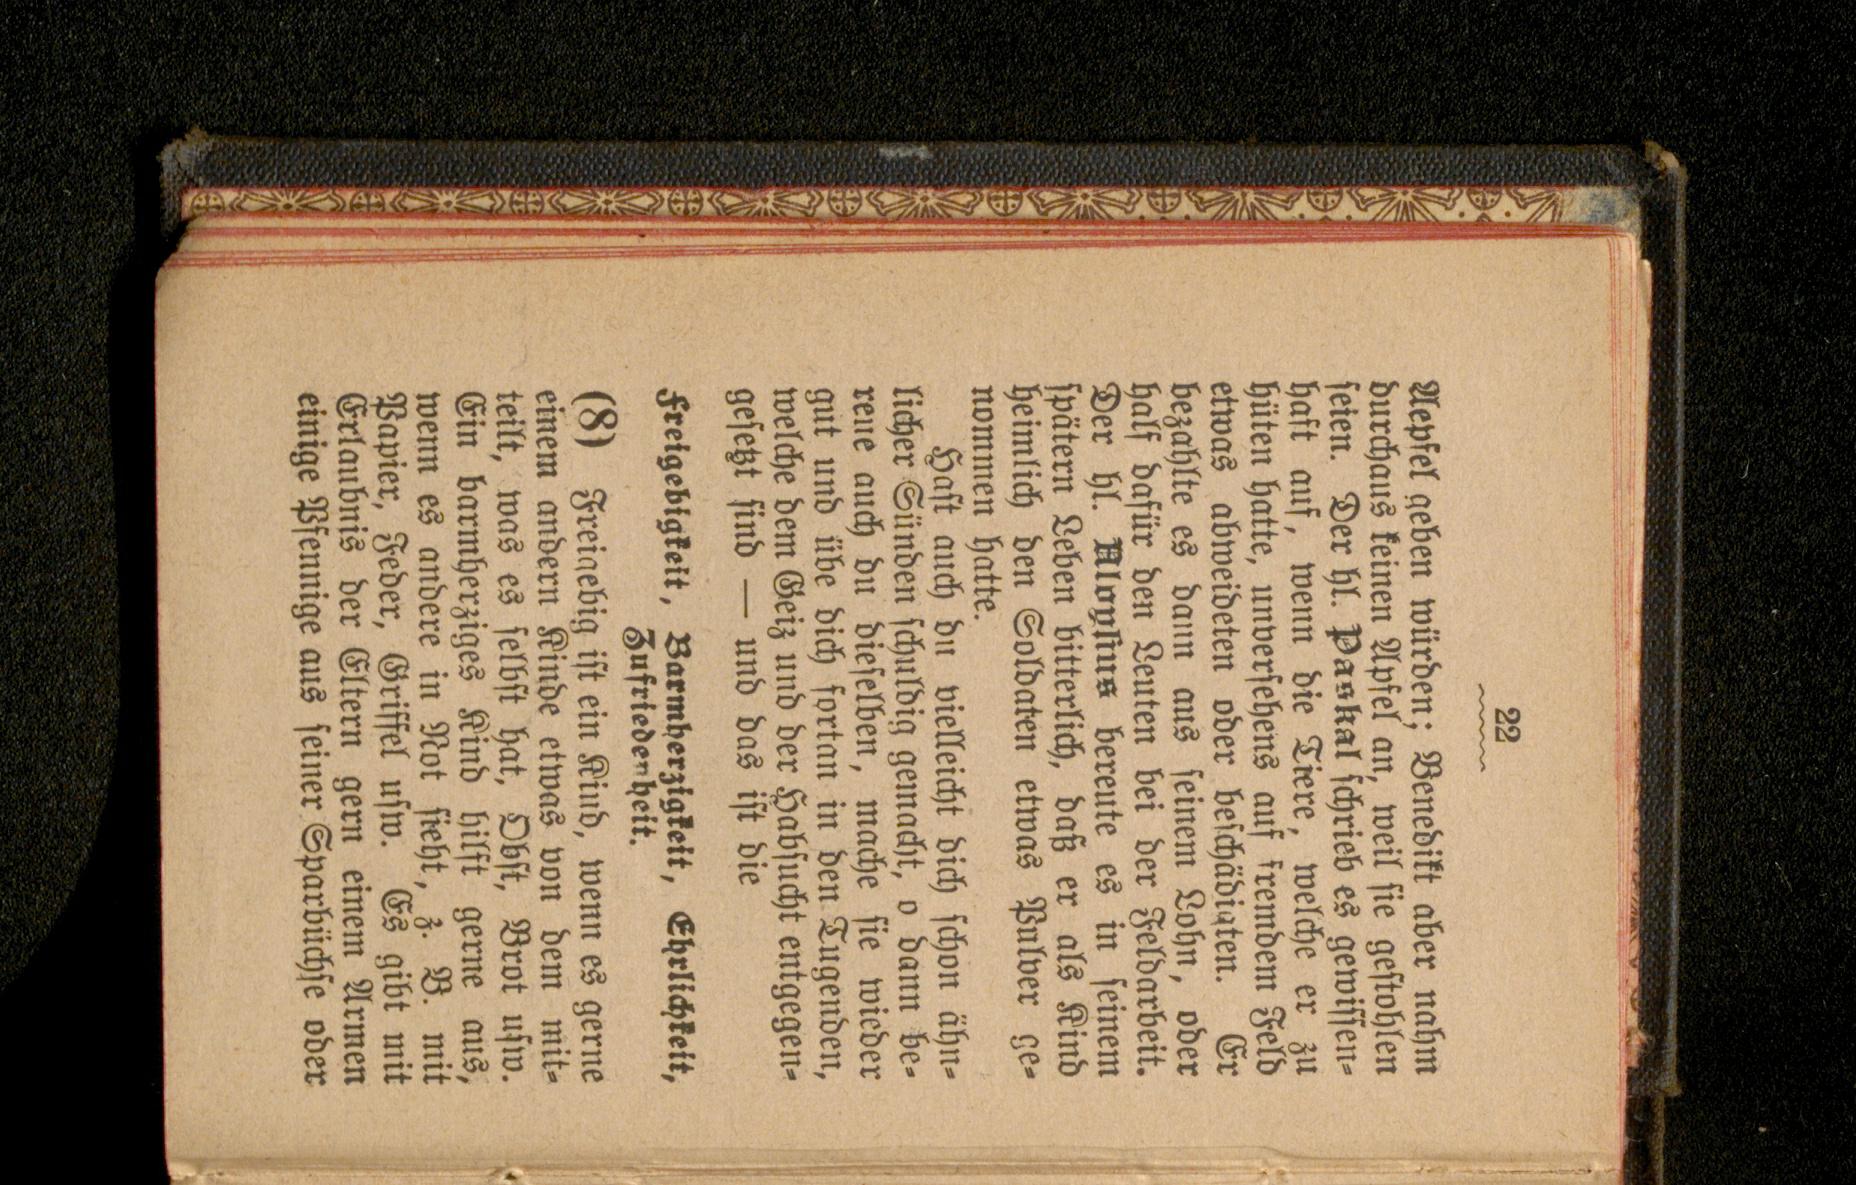 22
Aepfel geben würden; Benedikt aber nahm
durchaus keinen Apfel an, weil sie gestohlen
seien. Der hl. Paskal schrieb es gewissen-
haft auf, wenn die Tiere, welche er zu
hüten hatte, unversehens auf fremdem Feld
etwas abweideten oder beschädigten. Er
bezahlte es dann aus seinem Lohn, oder
half dafür den Leuten bei der Feldarbeit.
Der hl. Aloysius bereute es in seinem
spätern Leben bitterlich, daß er als Kind
heimlich den Soldaten etwas Pulver ge-
nommen hatte.
Hast auch du vielleicht dich schon ähn-
licher Sünden schuldig gemacht, o dann be-
reue auch du dieselben, mache sie wieder
gut und übe dich fortan in den Tugenden,
welche dem Geiz und der Habsucht entgegen-
gesetzt sind — und das ist die
Freigebigkeit, Barmherzigkeit, Ehrlichkeit,
Zufriedenheit.
(8) Freigebig ist ein Kind, wenn es gerne
einem andern Kinde etwas von dem mit-
teilt, was es selbst hat, Obst, Brot usw.
Ein barmherziges Kind hilft gerne aus,
wenn es andere in Not sieht, z. B. mit
Papier, Feder, Griffel usw. Es gibt mit
Erlaubnis der Eltern gern einem Armen
einige Pfennige aus seiner Sparbüchse oder